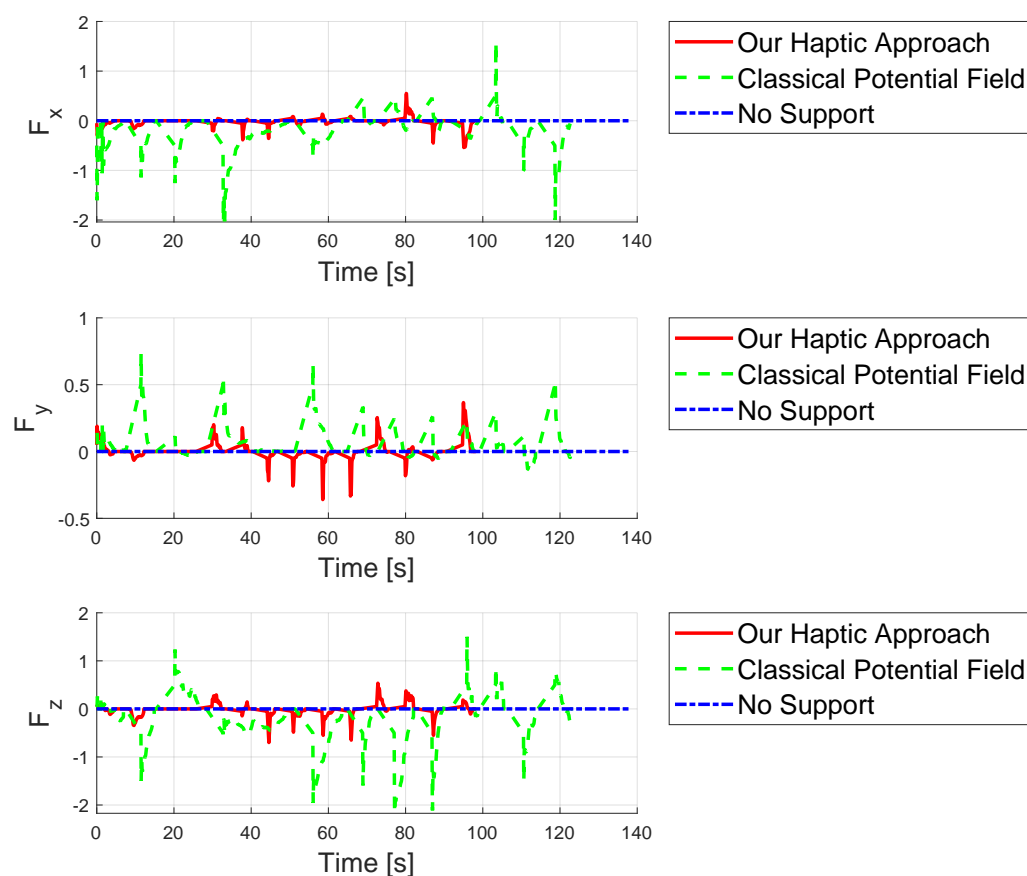 2
1
0
-1
-2
F_x
0 20 40 60 80 100 120 140
Time [s]
Our Haptic Approach
Classical Potential Field
No Support
1
0.5
0
-0.5
F_y
0 20 40 60 80 100 120 140
Time [s]
Our Haptic Approach
Classical Potential Field
No Support
2
1
0
-1
-2
F_z
0 20 40 60 80 100 120 140
Time [s]
Our Haptic Approach
Classical Potential Field
No Support